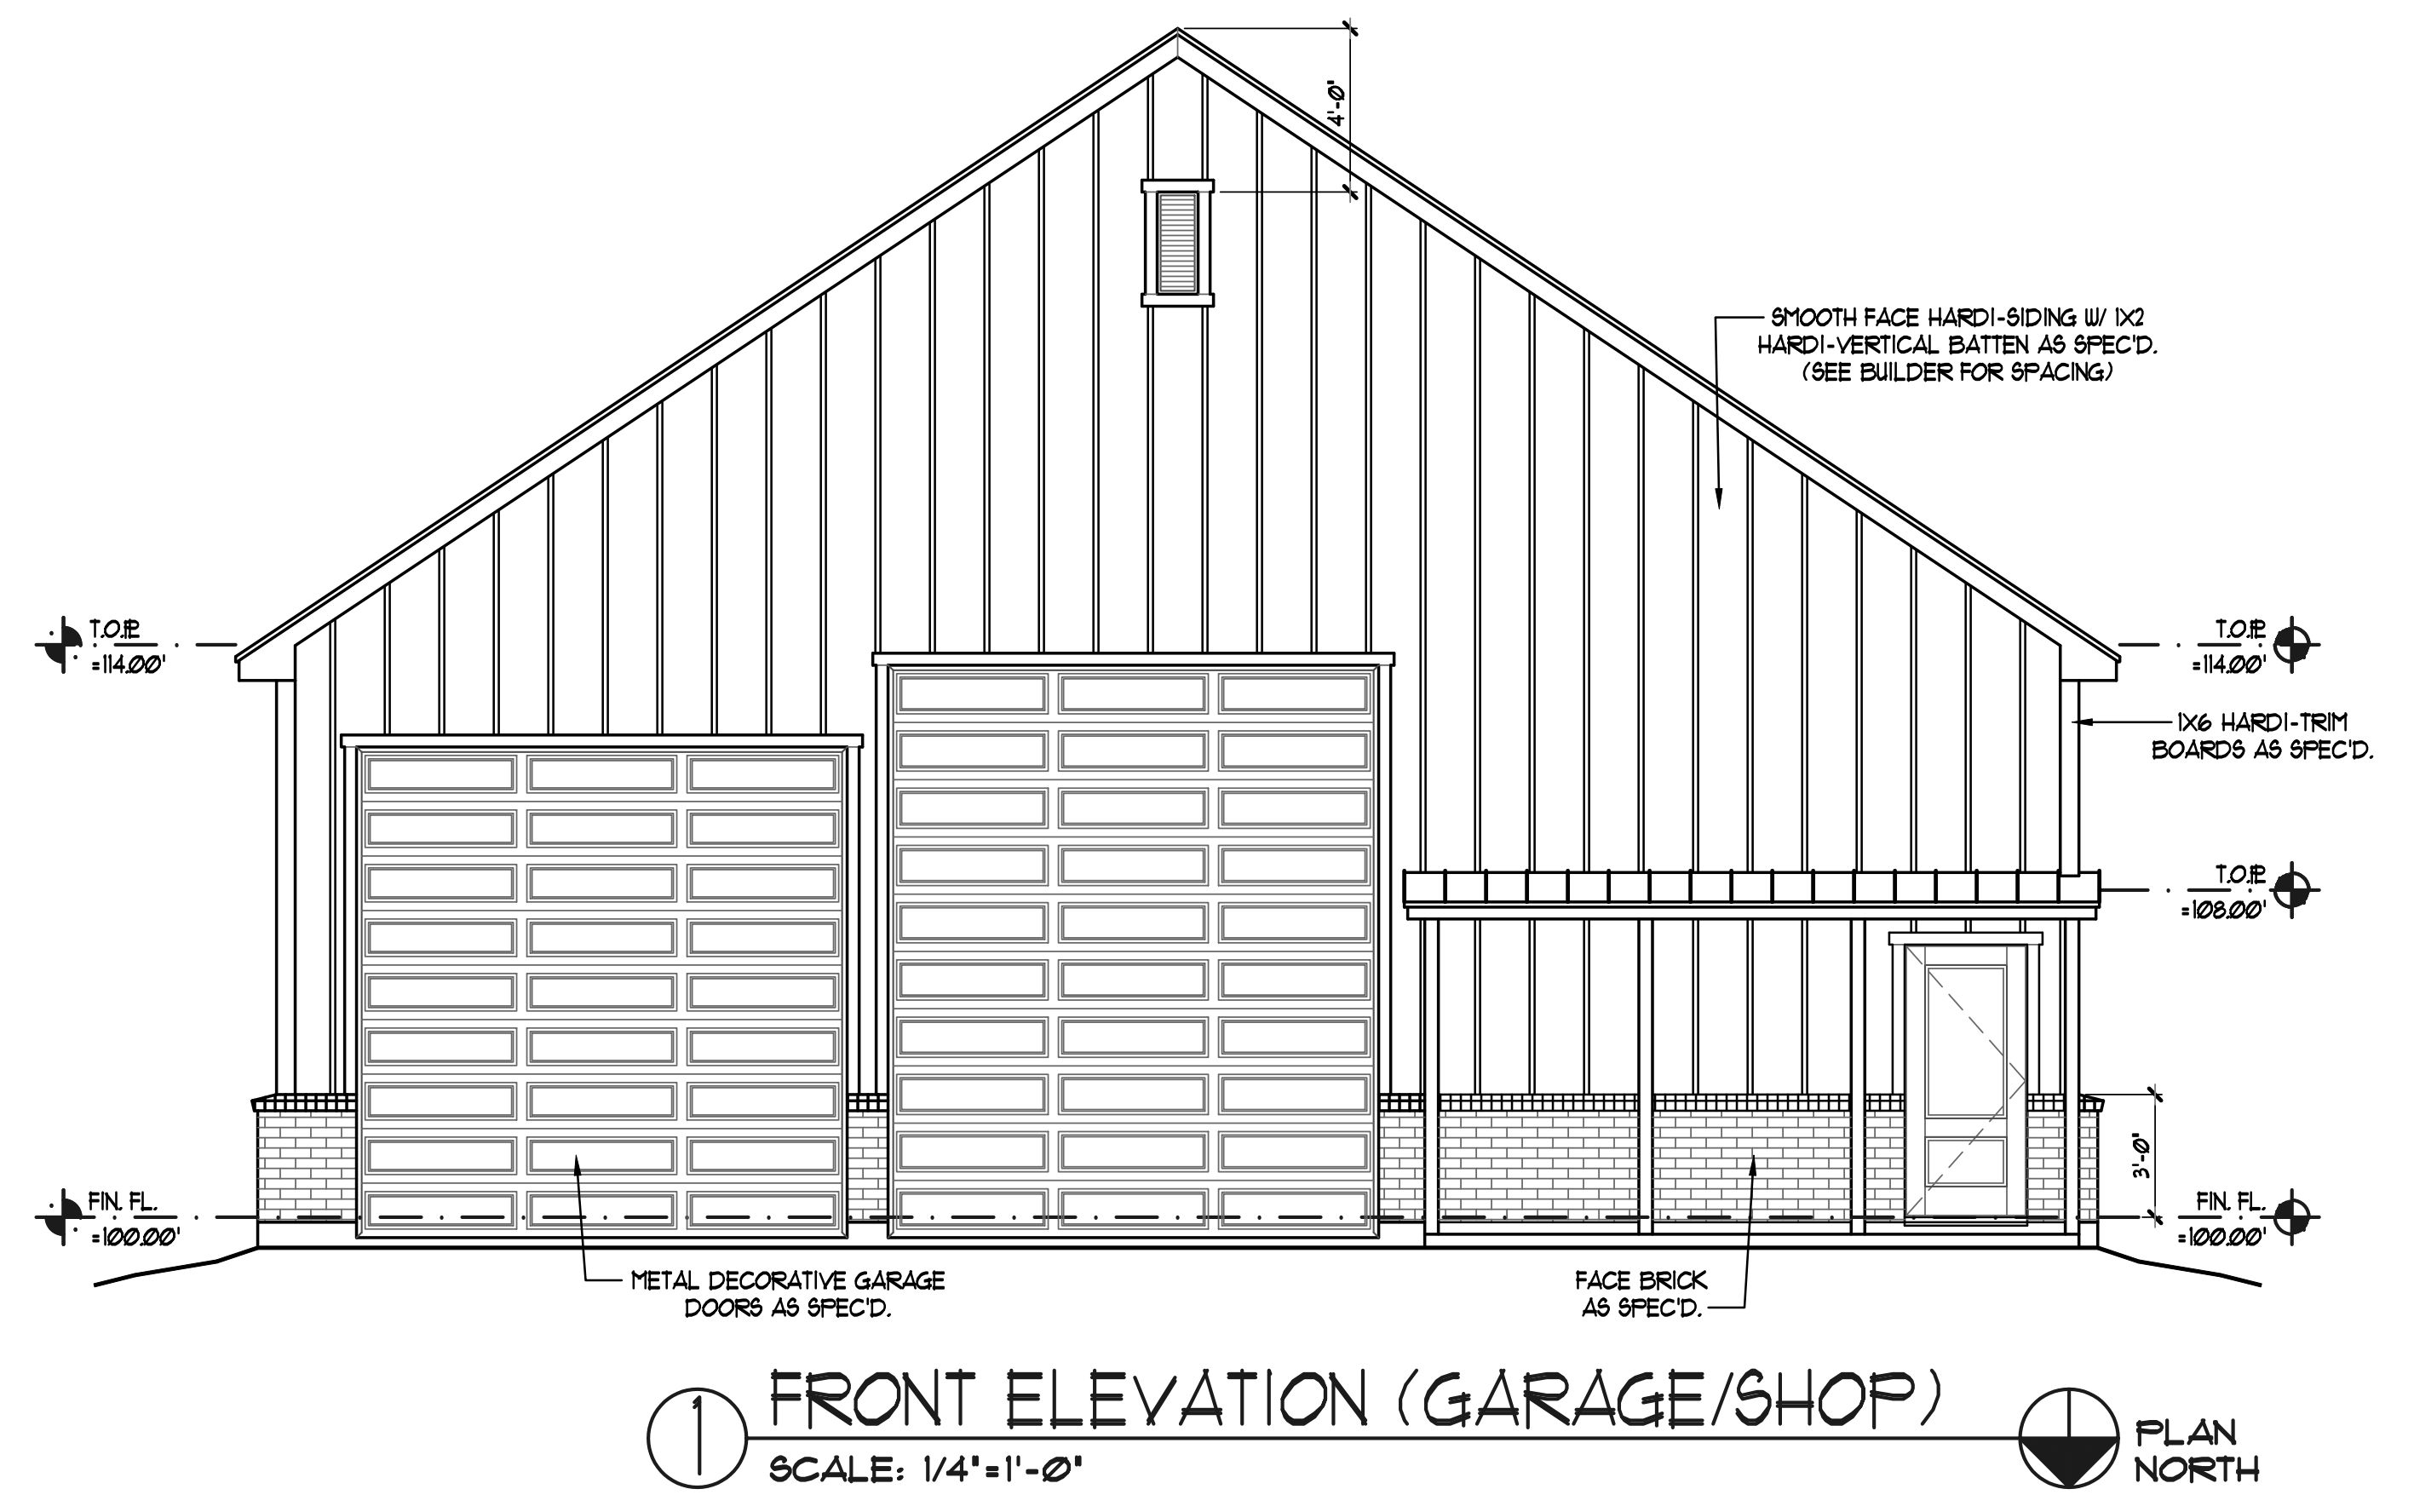 4'-0"
SMOOTH FACE HARDI-SIDING W/ 1X2
HARDI-VERTICAL BATTEN AS SPEC'D.
(SEE BUILDER FOR SPACING)
T.O.P.
=114.00'
T.O.P.
=114.00'
1X6 HARDI-TRIM
BOARDS AS SPEC'D.
T.O.P.
=108.00'
3'-0"
FIN. FL.
=100.00'
FIN. FL.
=100.00'
METAL DECORATIVE GARAGE
DOORS AS SPEC'D.
FACE BRICK
AS SPEC'D.
1
FRONT ELEVATION (GARAGE/SHOP)
SCALE: 1/4"=1'-0"
PLAN
NORTH